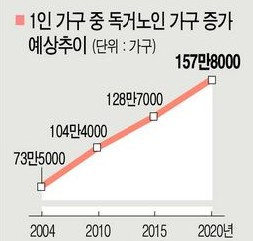 1인 가구 중 독거노인 가구 증가
예상추이 (단위 : 가구)
157만8000
128만7000
104만4000
73만5000
2004 2010 2015 2020년